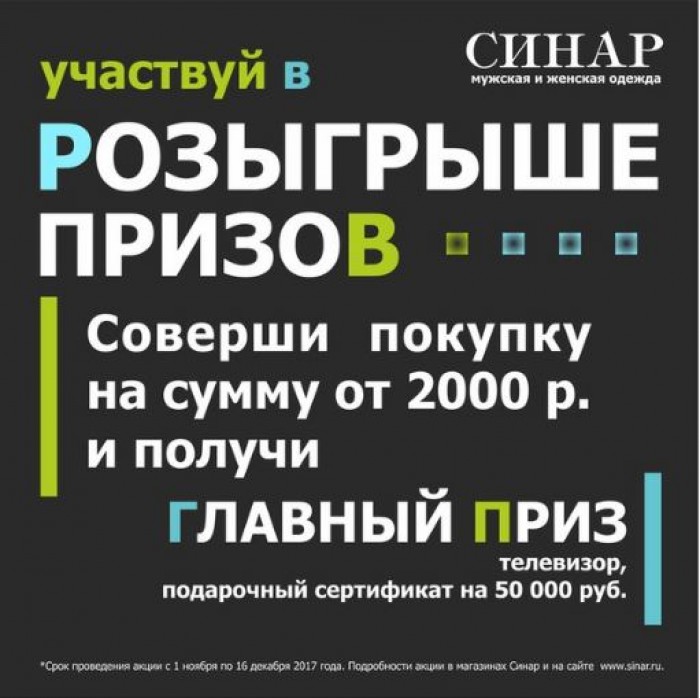 участвуй в
СИНАР
мужская и женская одежда
РОЗЫГРЫШЕ
ПРИЗОВ
Соверши покупку
на сумму от 2000 р.
и получи
ГЛАВНЫЙ ПРИЗ
телевизор,
подарочный сертификат на 50 000 руб.
*Срок проведения акции с 1 ноября по 16 декабря 2017 года. Подробности акции в магазинах Синар и на сайте www.sinar.ru.